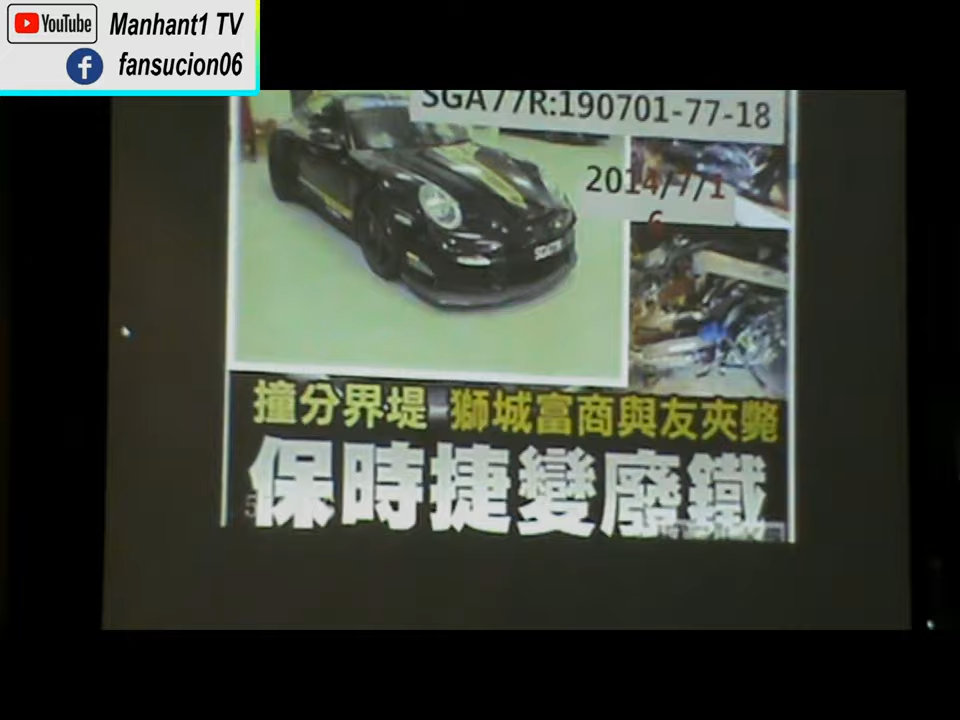 YouTube Manhant1 TV
fansucion06
SGA77R:190701-77-18
2014/7/1
6
撞分界堤 獅城富商與友夾斃
保時捷變廢鐵